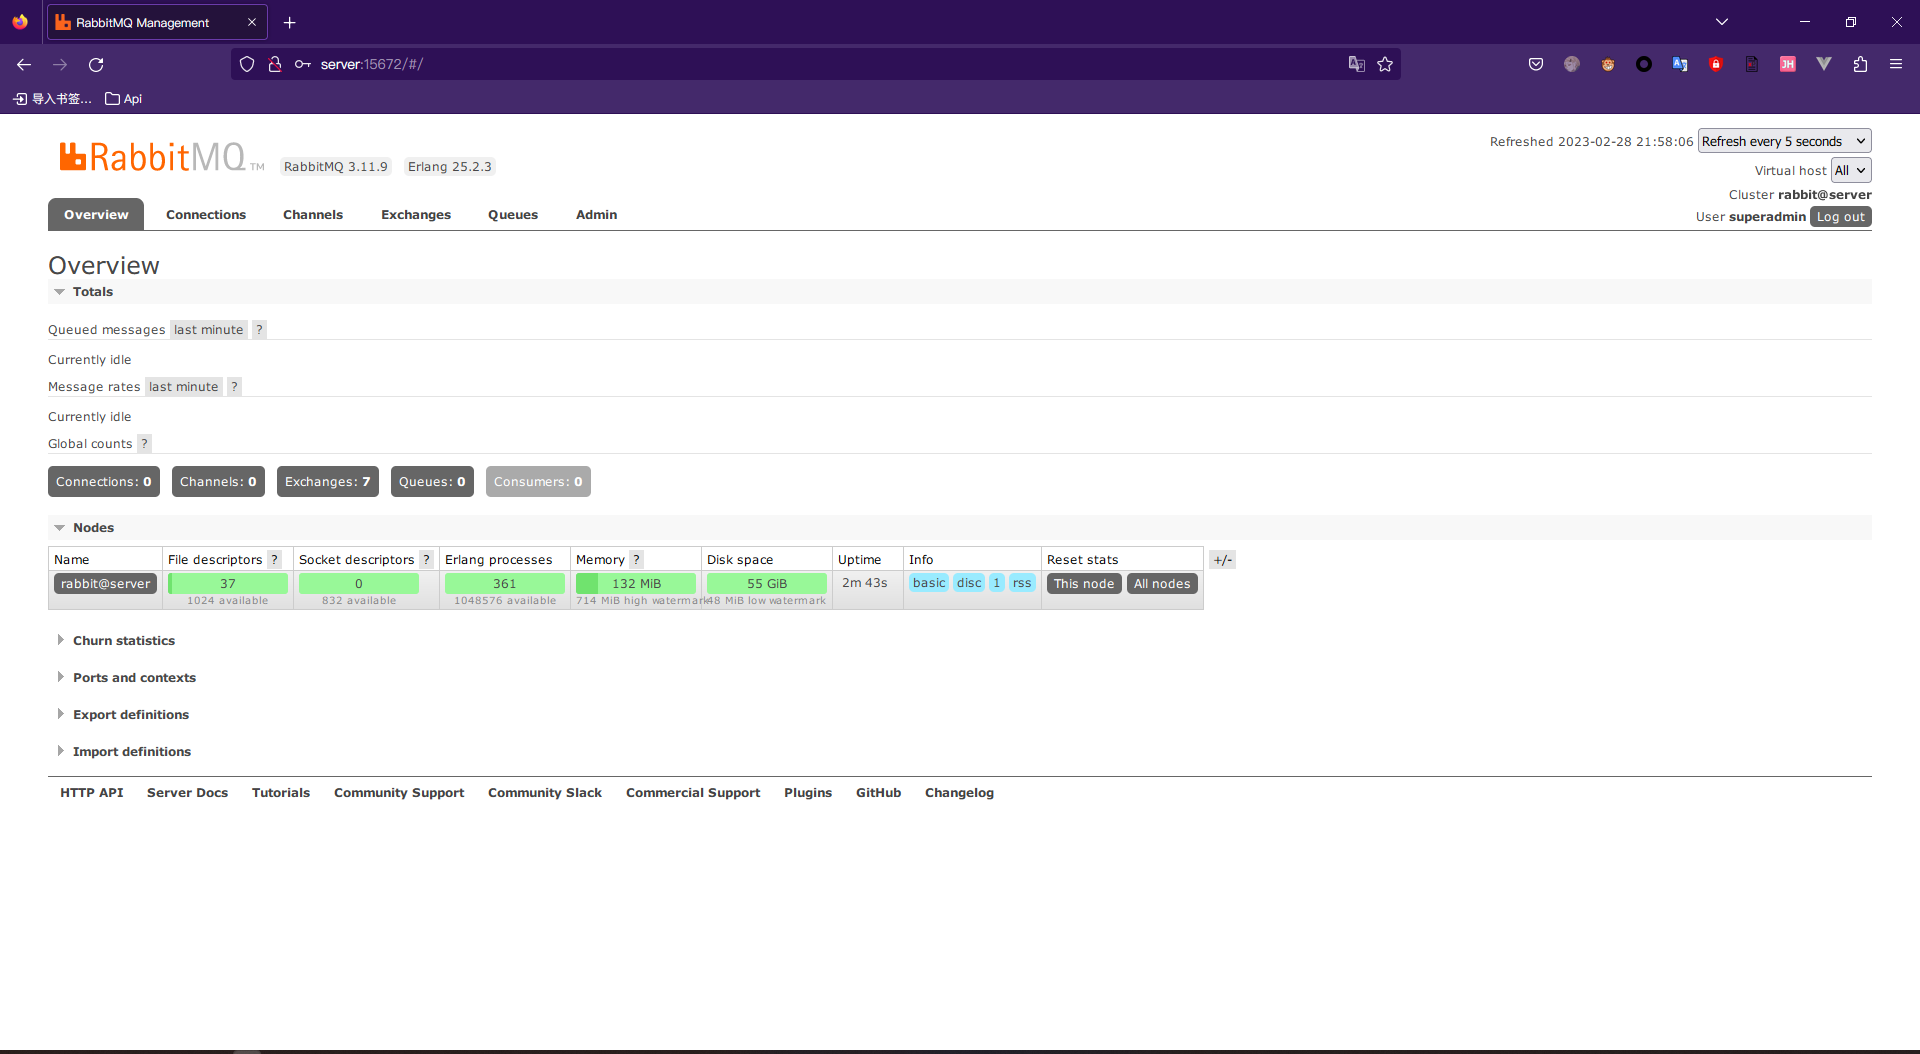 RabbitMQ Management
server:15672/#/
导入书签... Api
RabbitMQ TM RabbitMQ 3.11.9 Erlang 25.2.3
Refreshed 2023-02-28 21:58:06 Refresh every 5 seconds
Virtual host All
Cluster rabbit@server
User superadmin Log out
Overview Connections Channels Exchanges Queues Admin
Overview
Totals
Queued messages last minute ?
Currently idle
Message rates last minute ?
Currently idle
Global counts ?
Connections: 0 Channels: 0 Exchanges: 7 Queues: 0 Consumers: 0
Nodes
Name File descriptors ? Socket descriptors ? Erlang processes Memory ? Disk space Uptime Info Reset stats +/-
rabbit@server 37 0 361 132 MiB 55 GiB 2m 43s basic disc 1 rss This node All nodes
1024 available 832 available 1048576 available 714 MiB high watermark 48 MiB low watermark
Churn statistics
Ports and contexts
Export definitions
Import definitions
HTTP API Server Docs Tutorials Community Support Community Slack Commercial Support Plugins GitHub Changelog